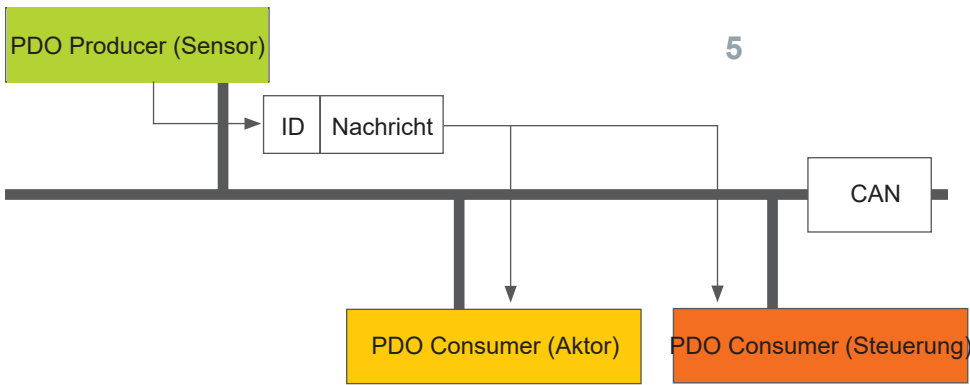 PDO Producer (Sensor)
5
ID
Nachricht
CAN
PDO Consumer (Aktor)
PDO Consumer (Steuerung)